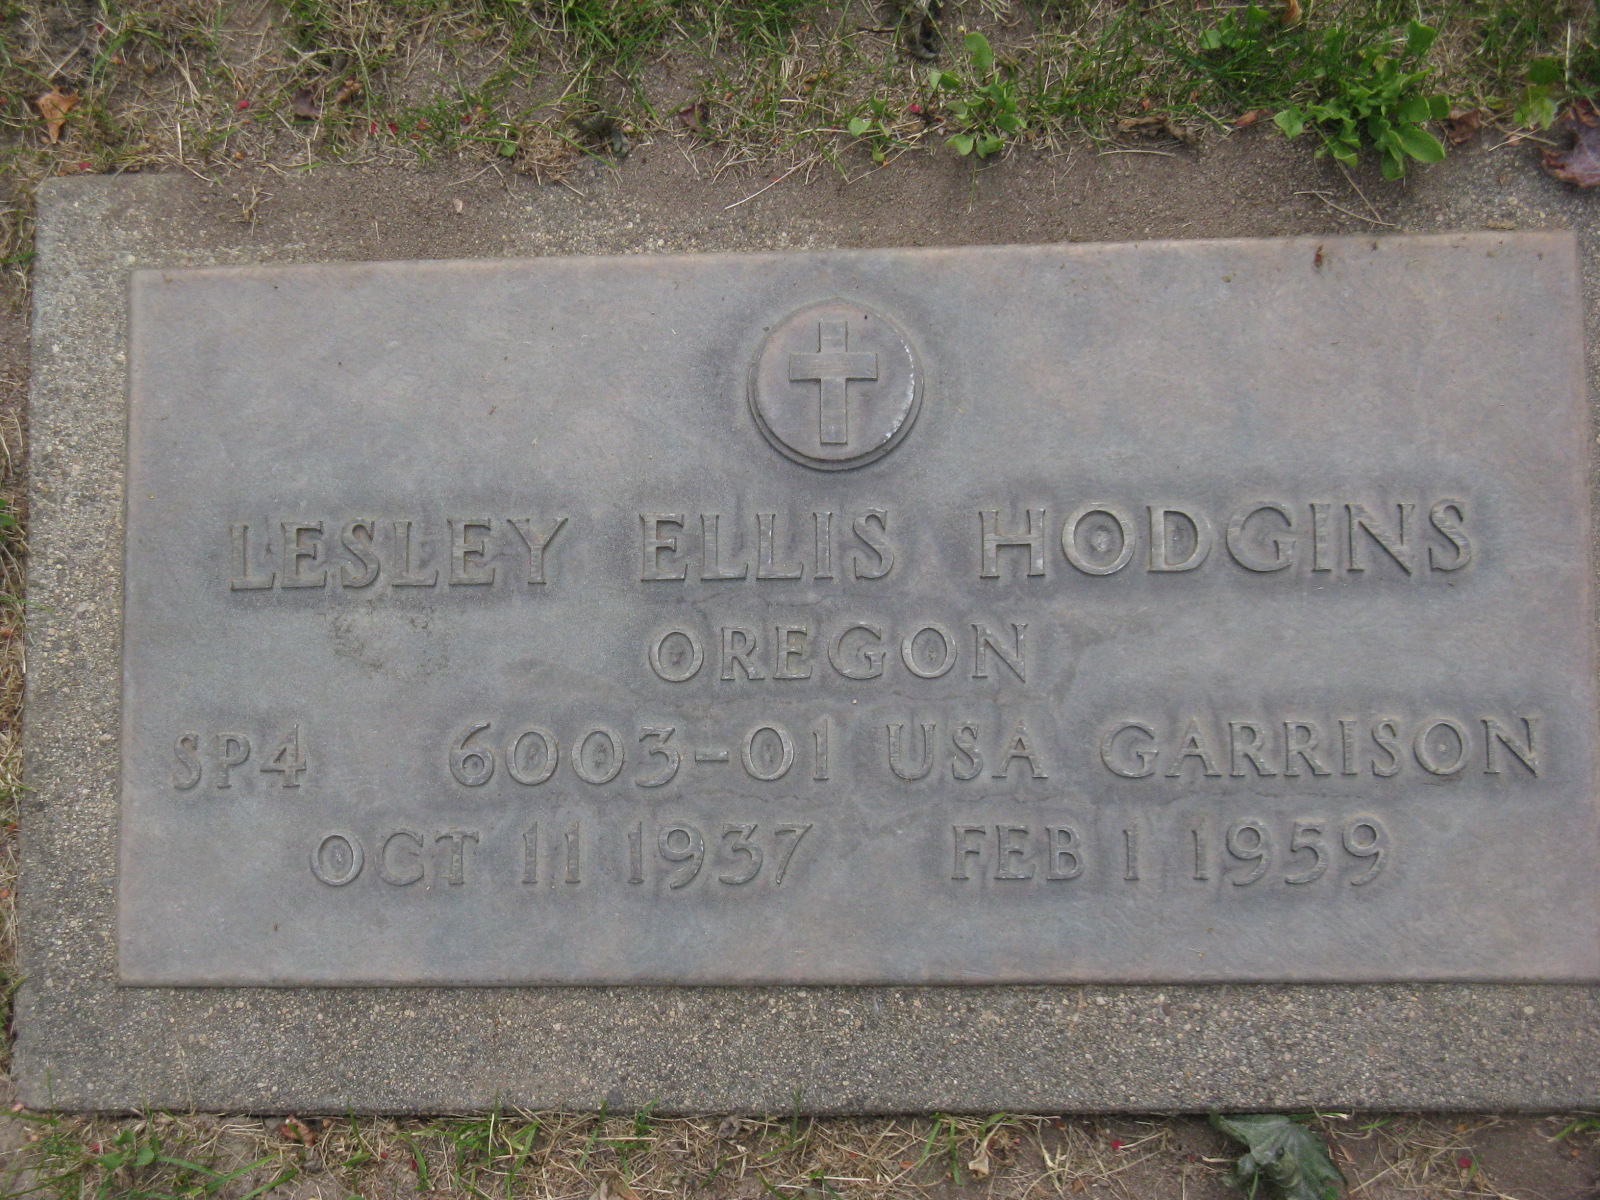 LESLEY ELLIS HODGINS
OREGON
SP4 6003-01 USA GARRISON
OCT 11 1937 FEB 1 1959